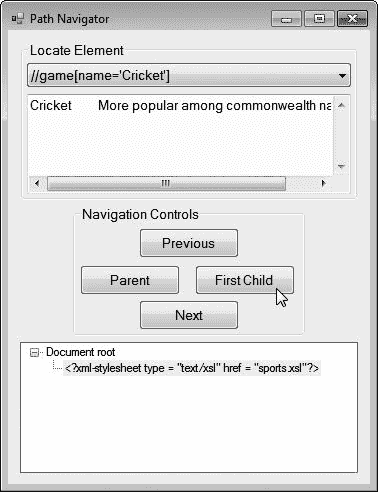 Path Navigator
Locate Element
//game[name='Cricket']
Cricket More popular among commonwealth na
Navigation Controls
Previous
Parent
First Child
Next
Document root
<?xml-stylesheet type = "text/xsl" href = "sports.xsl"?>